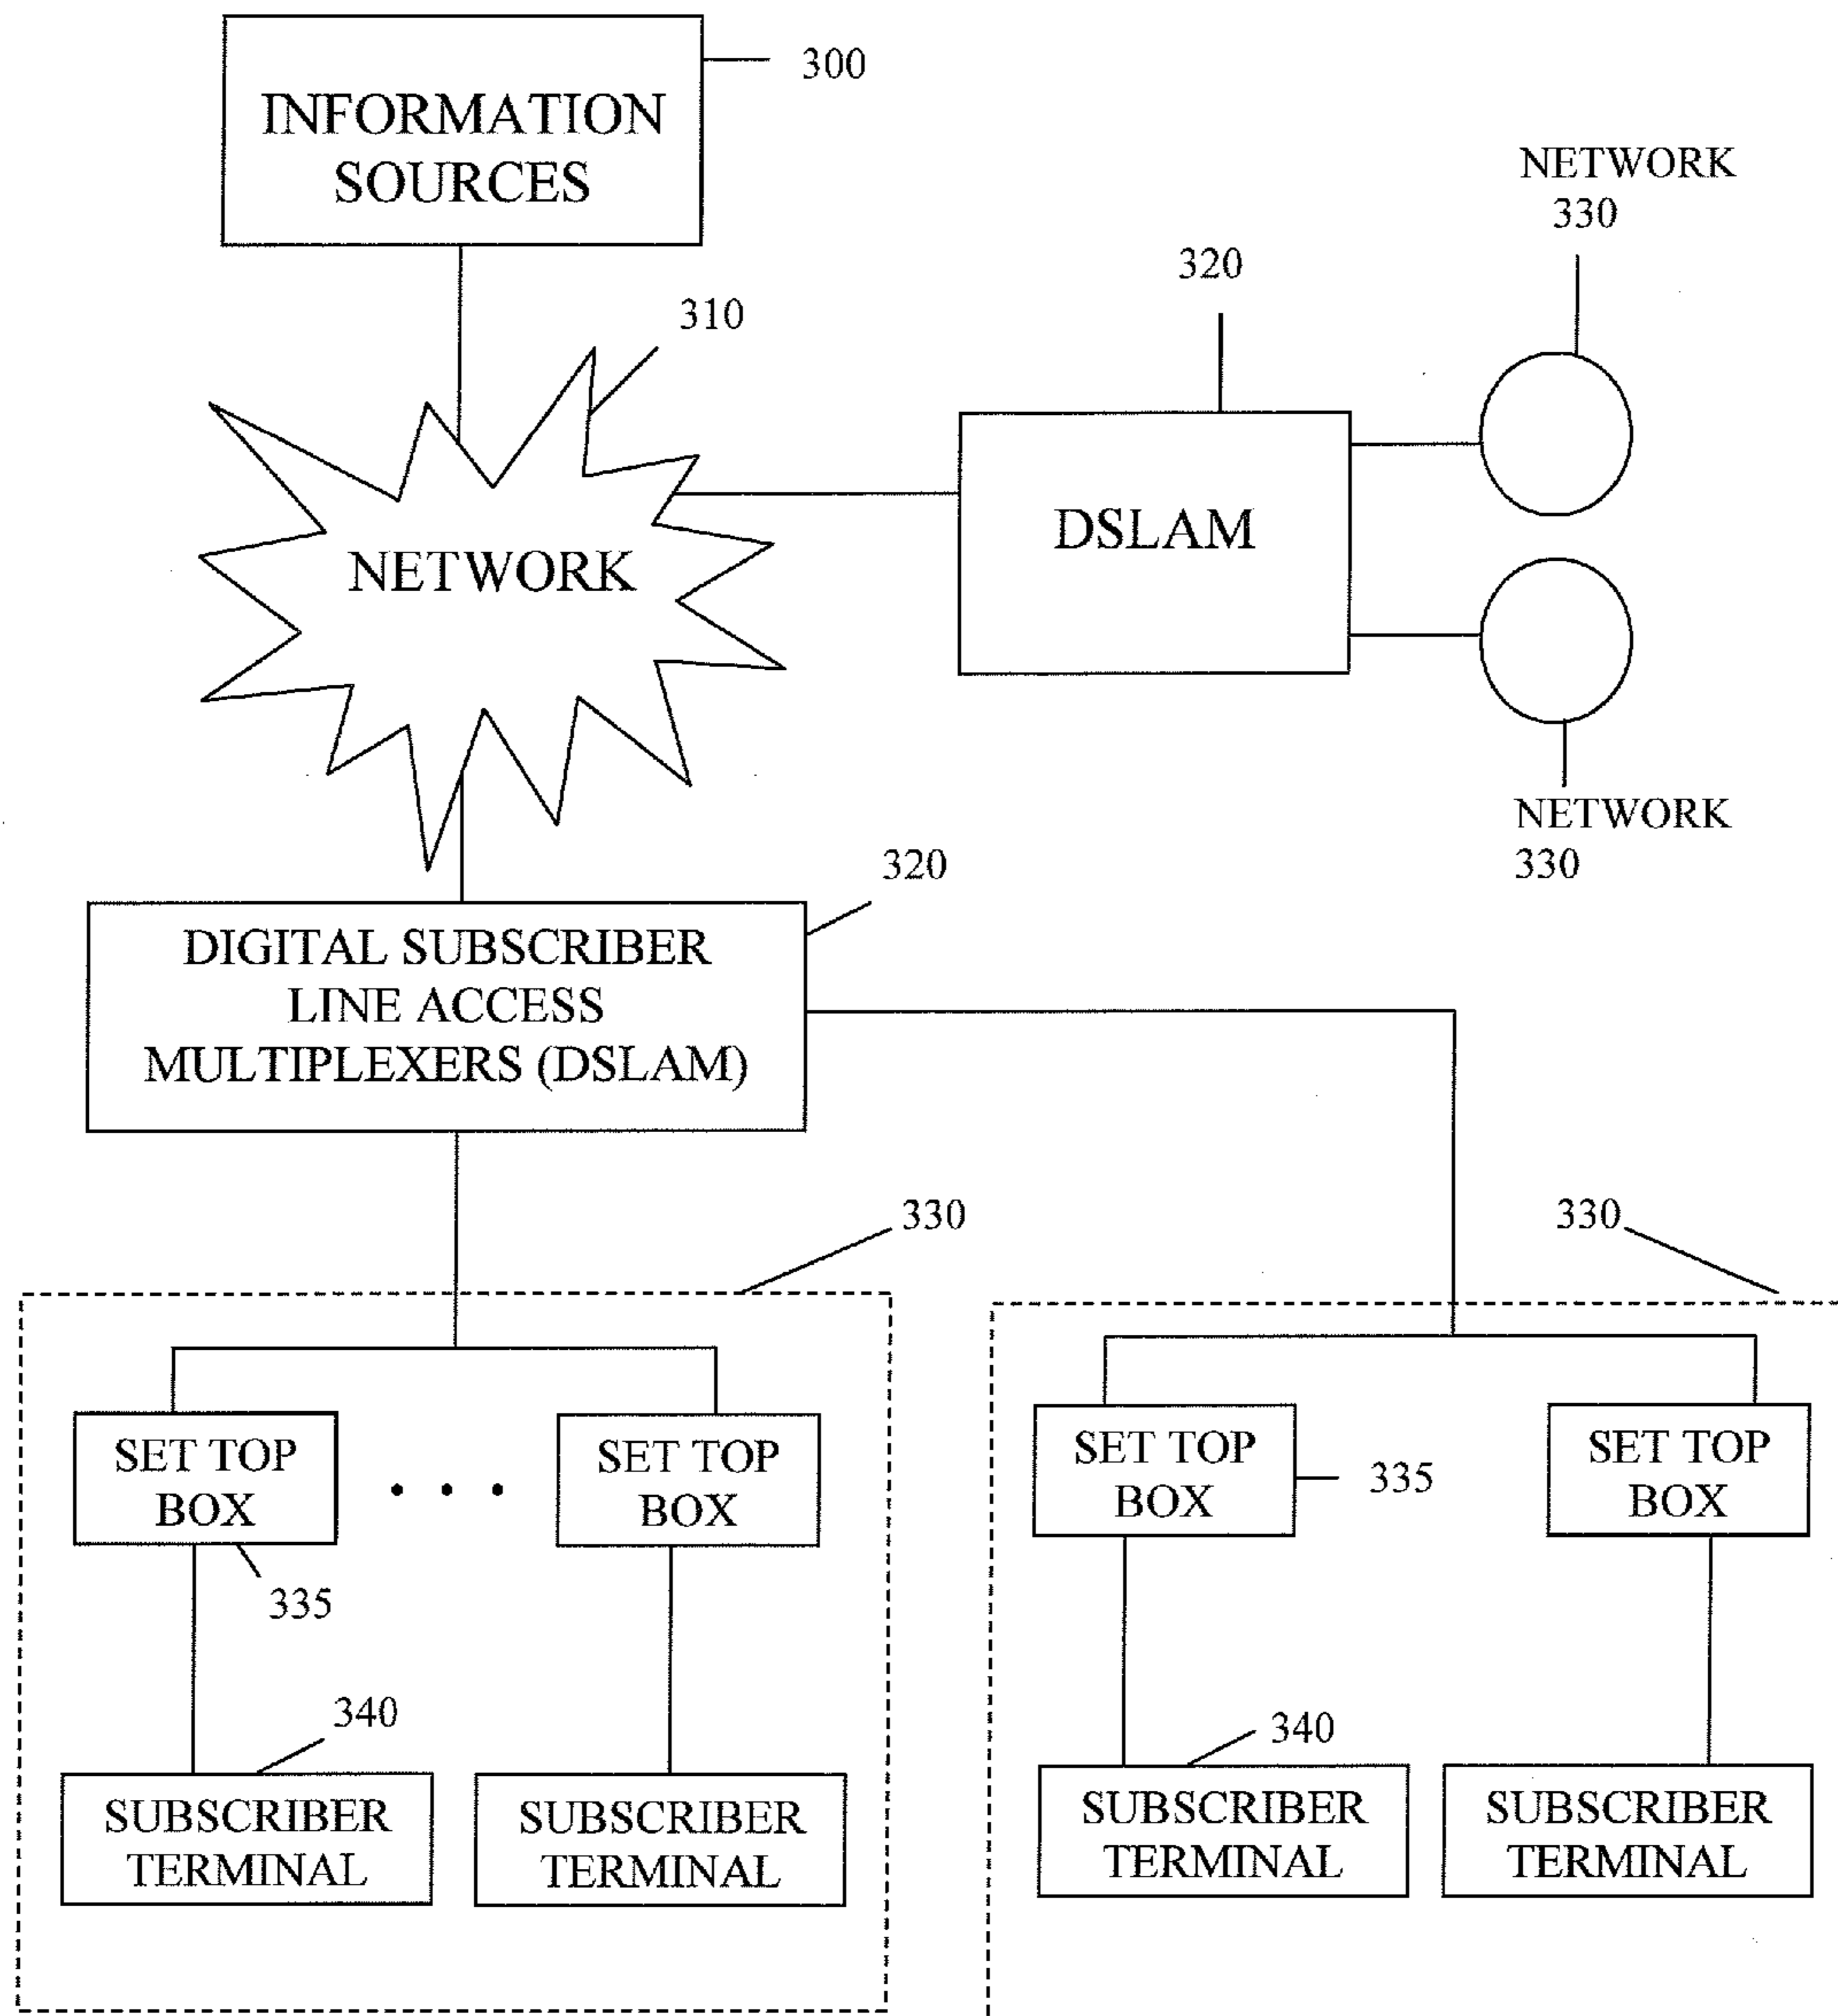 300
INFORMATION
SOURCES
NETWORK
330
320
310
DSLAM
NETWORK
NETWORK
330
320
DIGITAL SUBSCRIBER
LINE ACCESS
MULTIPLEXERS (DSLAM)
330
330
SET TOP
BOX
. . .
SET TOP
BOX
SET TOP
BOX
335
SET TOP
BOX
335
340
340
SUBSCRIBER
TERMINAL
SUBSCRIBER
TERMINAL
SUBSCRIBER
TERMINAL
SUBSCRIBER
TERMINAL